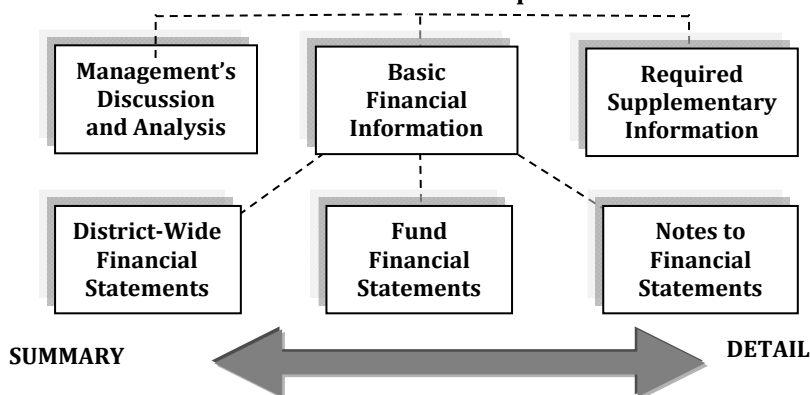 Management's
Discussion
and Analysis
Basic
Financial
Information
Required
Supplementary
Information
District-Wide
Financial
Statements
Fund
Financial
Statements
Notes to
Financial
Statements
SUMMARY
DETAIL